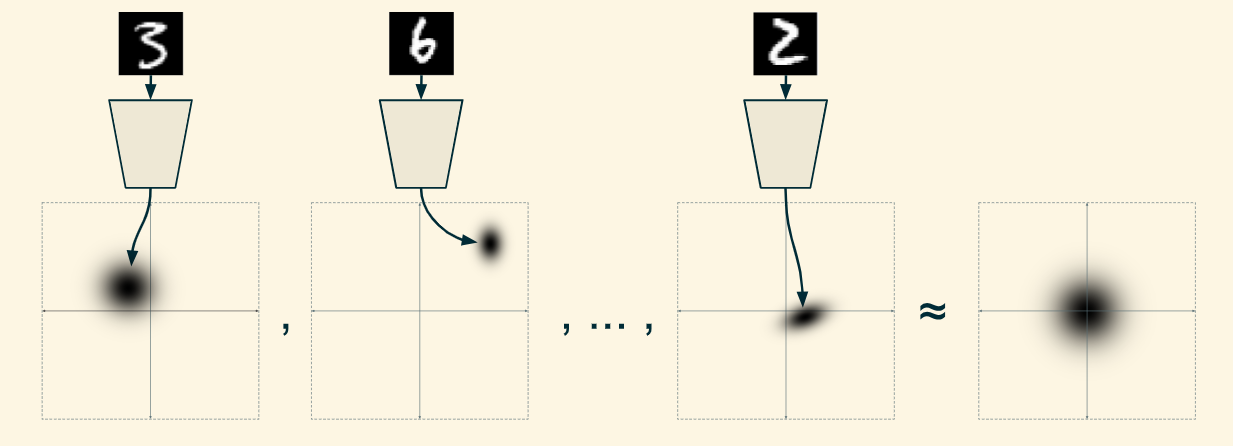 3 6 2
, , ... , ≈